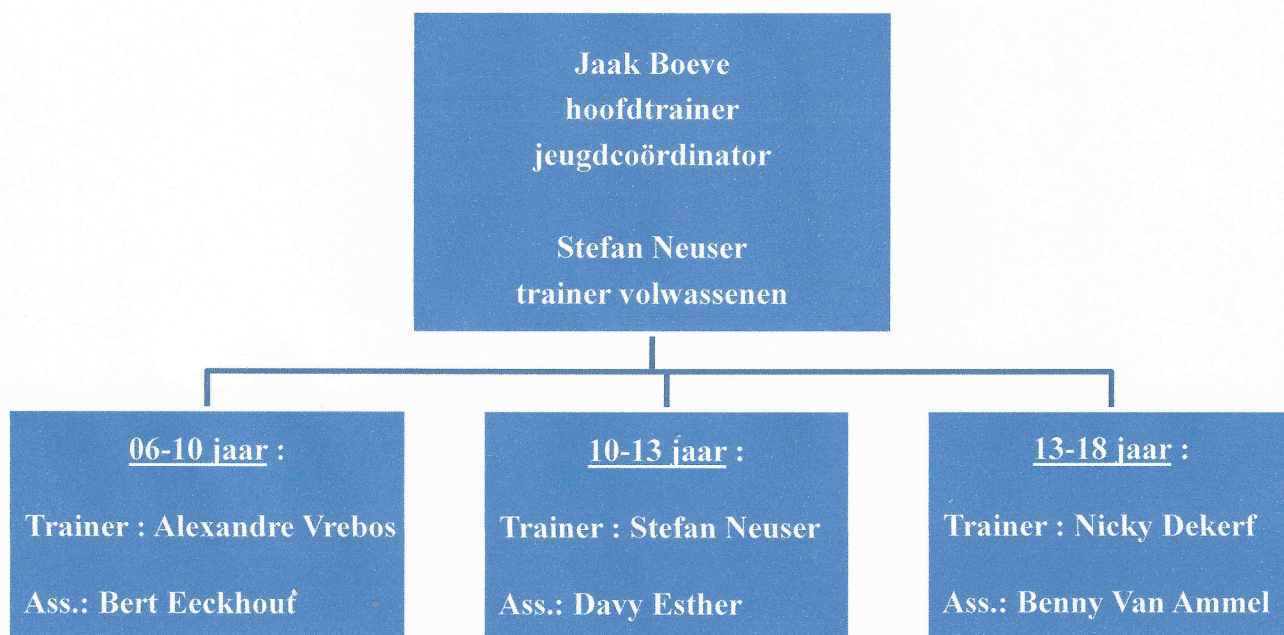 Jaak Boeve
hoofdtrainer
jeugdcoördinator
Stefan Neuser
trainer volwassenen
06-10 jaar :
Trainer : Alexandre Vrebos
Ass.: Bert Eeckhout
10-13 jaar :
Trainer : Stefan Neuser
Ass.: Davy Esther
13-18 jaar :
Trainer : Nicky Dekerf
Ass.: Benny Van Ammel